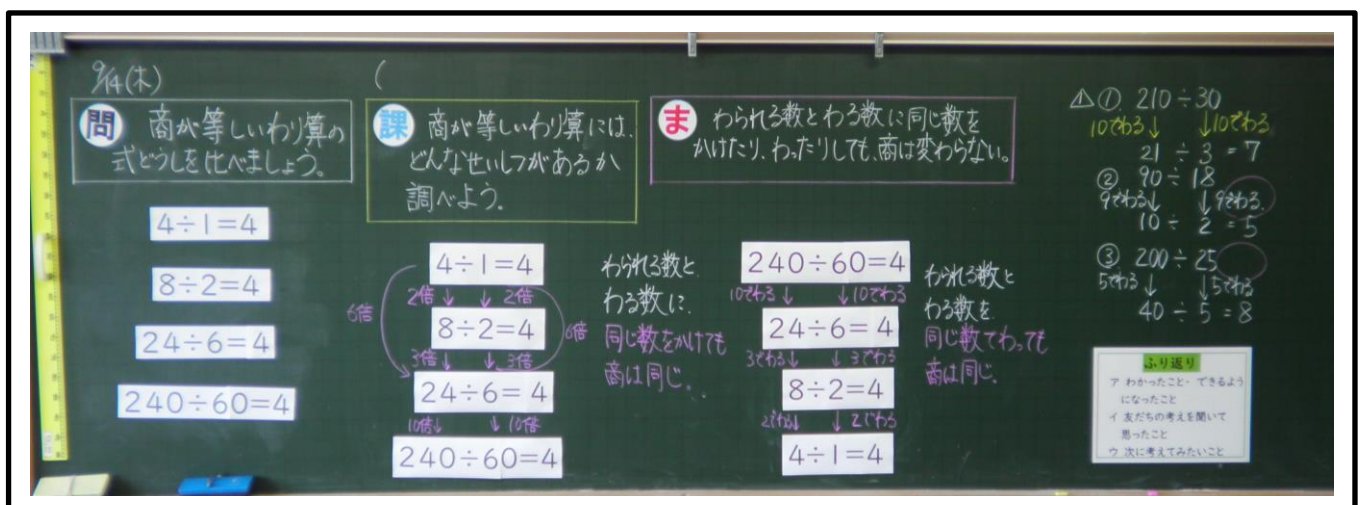 9/14(木)
問 商が等しいわり算の
式どうしを比べましょう。
4÷1=4
8÷2=4
24÷6=4
240÷60=4
課 商が等しいわり算には、
どんなせいしつがあるか
調べよう。
4÷1=4
2倍↓ ↓2倍
8÷2=4
6倍 6倍
3倍↓ ↓3倍
24÷6=4
10倍↓ ↓10倍
240÷60=4
わられる数と
わる数に
同じ数をかけても
商は同じ。
ま わられる数とわる数に同じ数を
かけたり、わったりしても、商は変わらない。
240÷60=4
10でわる↓ ↓10でわる
24÷6=4
3でわる↓ ↓3でわる
8÷2=4
2でわる↓ ↓2でわる
4÷1=4
わられる数と
わる数を
同じ数でわっても
商は同じ。
① 210÷30
10でわる↓ ↓10でわる
21÷3=7
② 90÷18
9でわる↓ ↓9でわる
10÷2=5
③ 200÷25
5でわる↓ ↓5でわる
40÷5=8
ふり返り
ア わかったこと・できるよう
になったこと
イ 友だちの考えを聞いて
思ったこと
ウ 次に考えてみたいこと